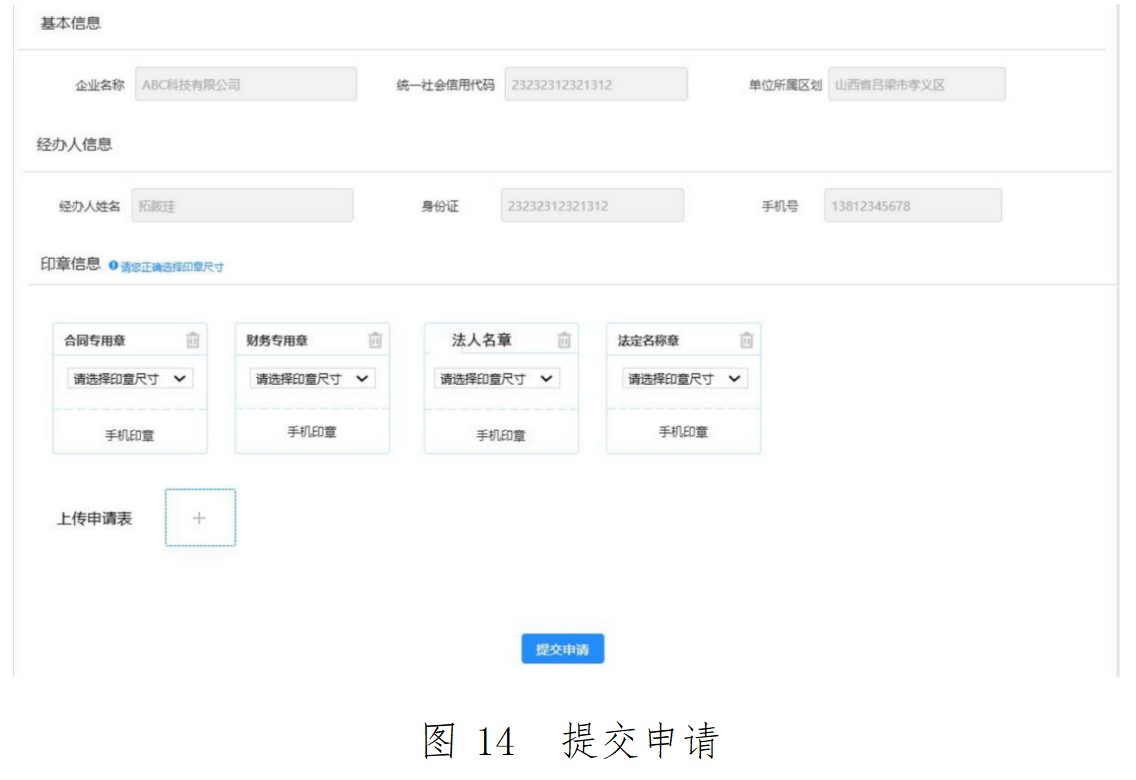 基本信息
企业名称 ABC科技有限公司 统一社会信用代码 23232312321312 单位所属区划 山西省吕梁市孝义区
经办人信息
经办人姓名 身份证 23232312321312 手机号 13812345678
印章信息 请您正确选择印章尺寸
合同专用章 财务专用章 法人名章 法定名称章
请选择印章尺寸 请选择印章尺寸 请选择印章尺寸 请选择印章尺寸
手机印章 手机印章 手机印章 手机印章
上传申请表 +
提交申请
图 14 提交申请